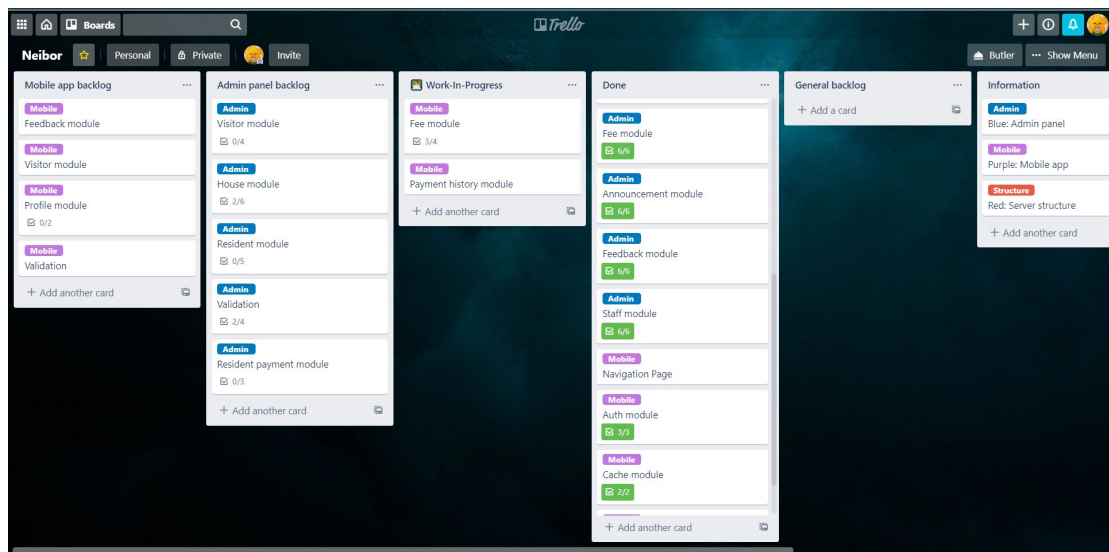 Boards
Trello
Neibor
Personal
Private
Invite
Butler
··· Show Menu
Mobile app backlog
Mobile
Feedback module
Mobile
Visitor module
Mobile
Profile module
0/2
Mobile
Validation
+ Add another card
Admin panel backlog
Admin
Visitor module
0/4
Admin
House module
2/6
Admin
Resident module
0/5
Admin
Validation
2/4
Admin
Resident payment module
0/3
+ Add another card
Work-In-Progress
Mobile
Fee module
3/4
Mobile
Payment history module
+ Add another card
Done
Admin
Fee module
6/6
Admin
Announcement module
6/6
Admin
Feedback module
6/6
Admin
Staff module
6/6
Mobile
Navigation Page
Mobile
Auth module
3/3
Mobile
Cache module
2/2
+ Add another card
General backlog
+ Add a card
Information
Admin
Blue: Admin panel
Mobile
Purple: Mobile app
Structure
Red: Server structure
+ Add another card